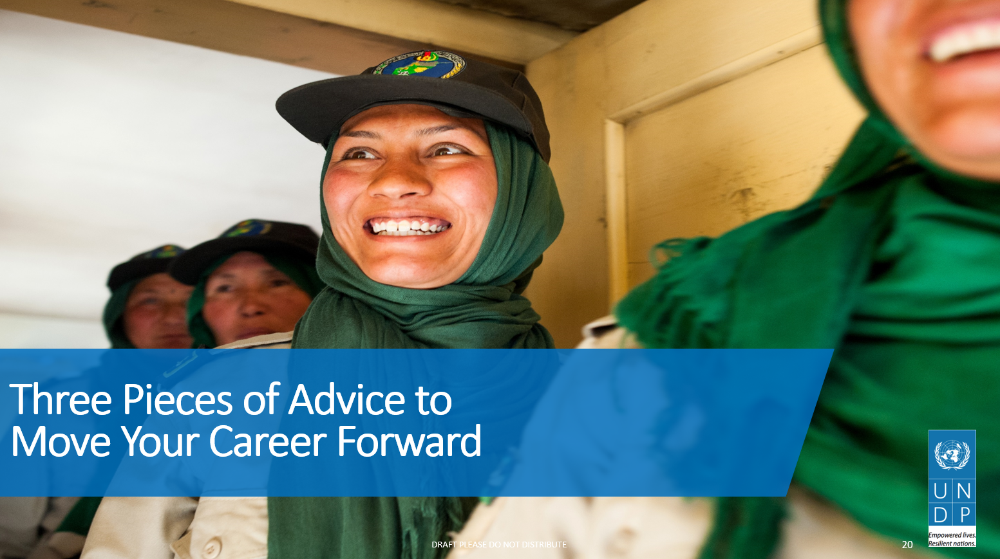 Three Pieces of Advice to
Move Your Career Forward
U N
D P
Empowered lives.
Resilient nations.
DRAFT PLEASE DO NOT DISTRIBUTE
20